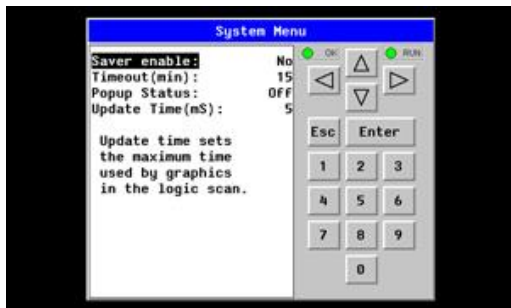 System Menu
Saver enable: No
Timeout(min): 15
Popup Status: Off
Update Time(mS): 5
Update time sets
the maximum time
used by graphics
in the logic scan.
OK
RUN
Esc Enter
1 2 3
4 5 6
7 8 9
0